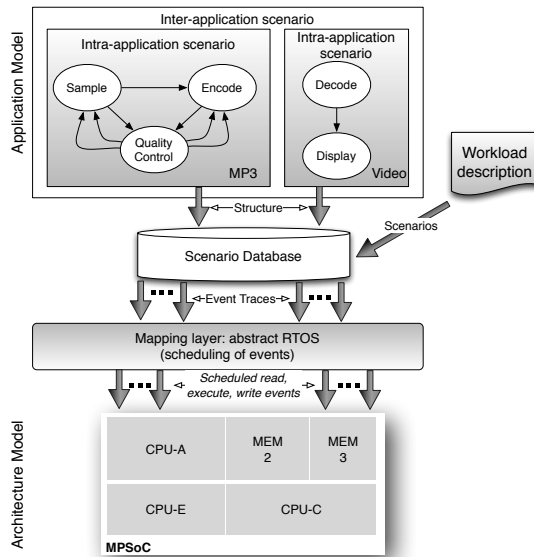 Inter-application scenario
Application Model
Intra-application scenario
Sample
Encode
Quality
Control
MP3
Intra-application
scenario
Decode
Display
Video
Workload
description
Structure
Scenarios
Scenario Database
Event Traces
Mapping layer: abstract RTOS
(scheduling of events)
Scheduled read,
execute, write events
Architecture Model
CPU-A
MEM
2
MEM
3
CPU-E
CPU-C
MPSoC